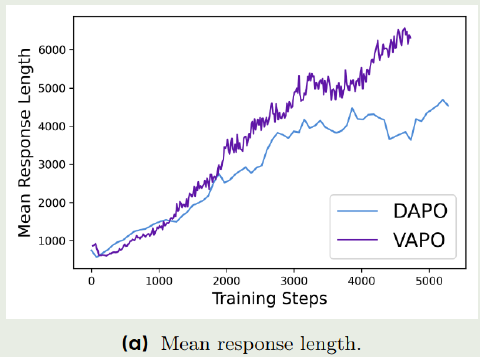 6000
5000
4000
3000
2000
1000
Mean Response Length
DAPO
VAPO
0
1000
2000
3000
4000
5000
Training Steps
(a) Mean response length.